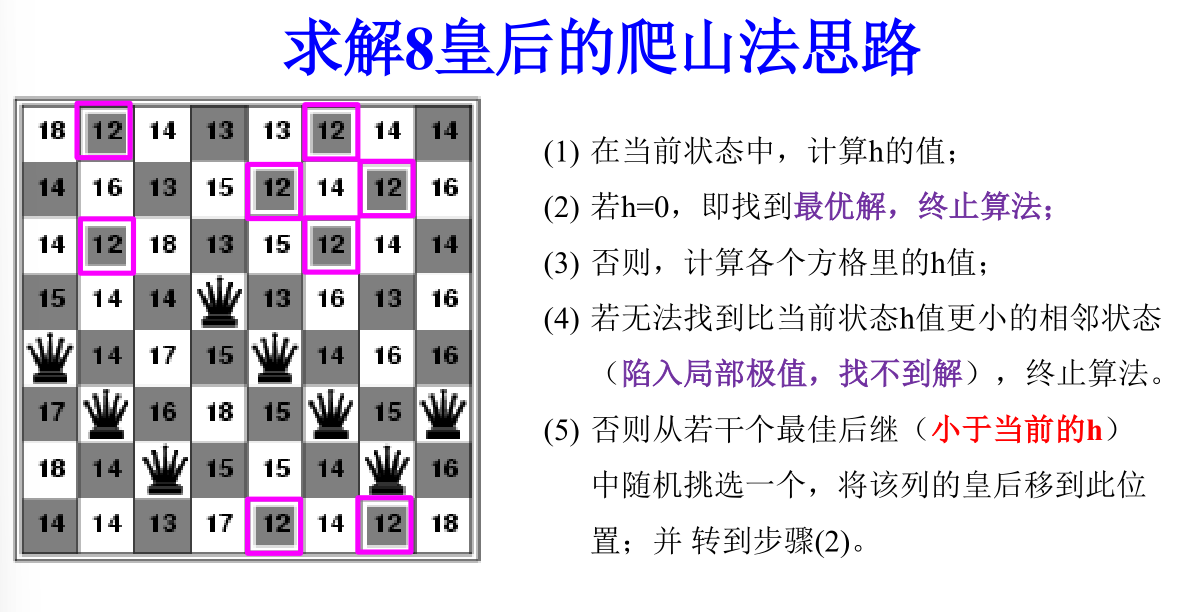 求解8皇后的爬山法思路
18 12 14 13 13 12 14 14
14 16 13 15 12 14 12 16
14 12 18 13 15 12 14 14
15 14 14 13 16 13 16
14 17 15 14 16 16
17 16 18 15 15
18 14 15 15 14 16
14 14 13 17 12 14 12 18
(1) 在当前状态中，计算h的值；
(2) 若h=0，即找到最优解，终止算法；
(3) 否则，计算各个方格里的h值；
(4) 若无法找到比当前状态h值更小的相邻状态
（陷入局部极值，找不到解），终止算法。
(5) 否则从若干个最佳后继（小于当前的h）
中随机挑选一个，将该列的皇后移到此位
置；并 转到步骤(2)。